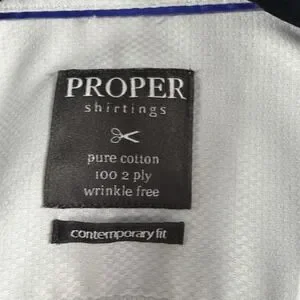 PROPER
shirtings
pure cotton
100 2 ply
wrinkle free
contemporary fit